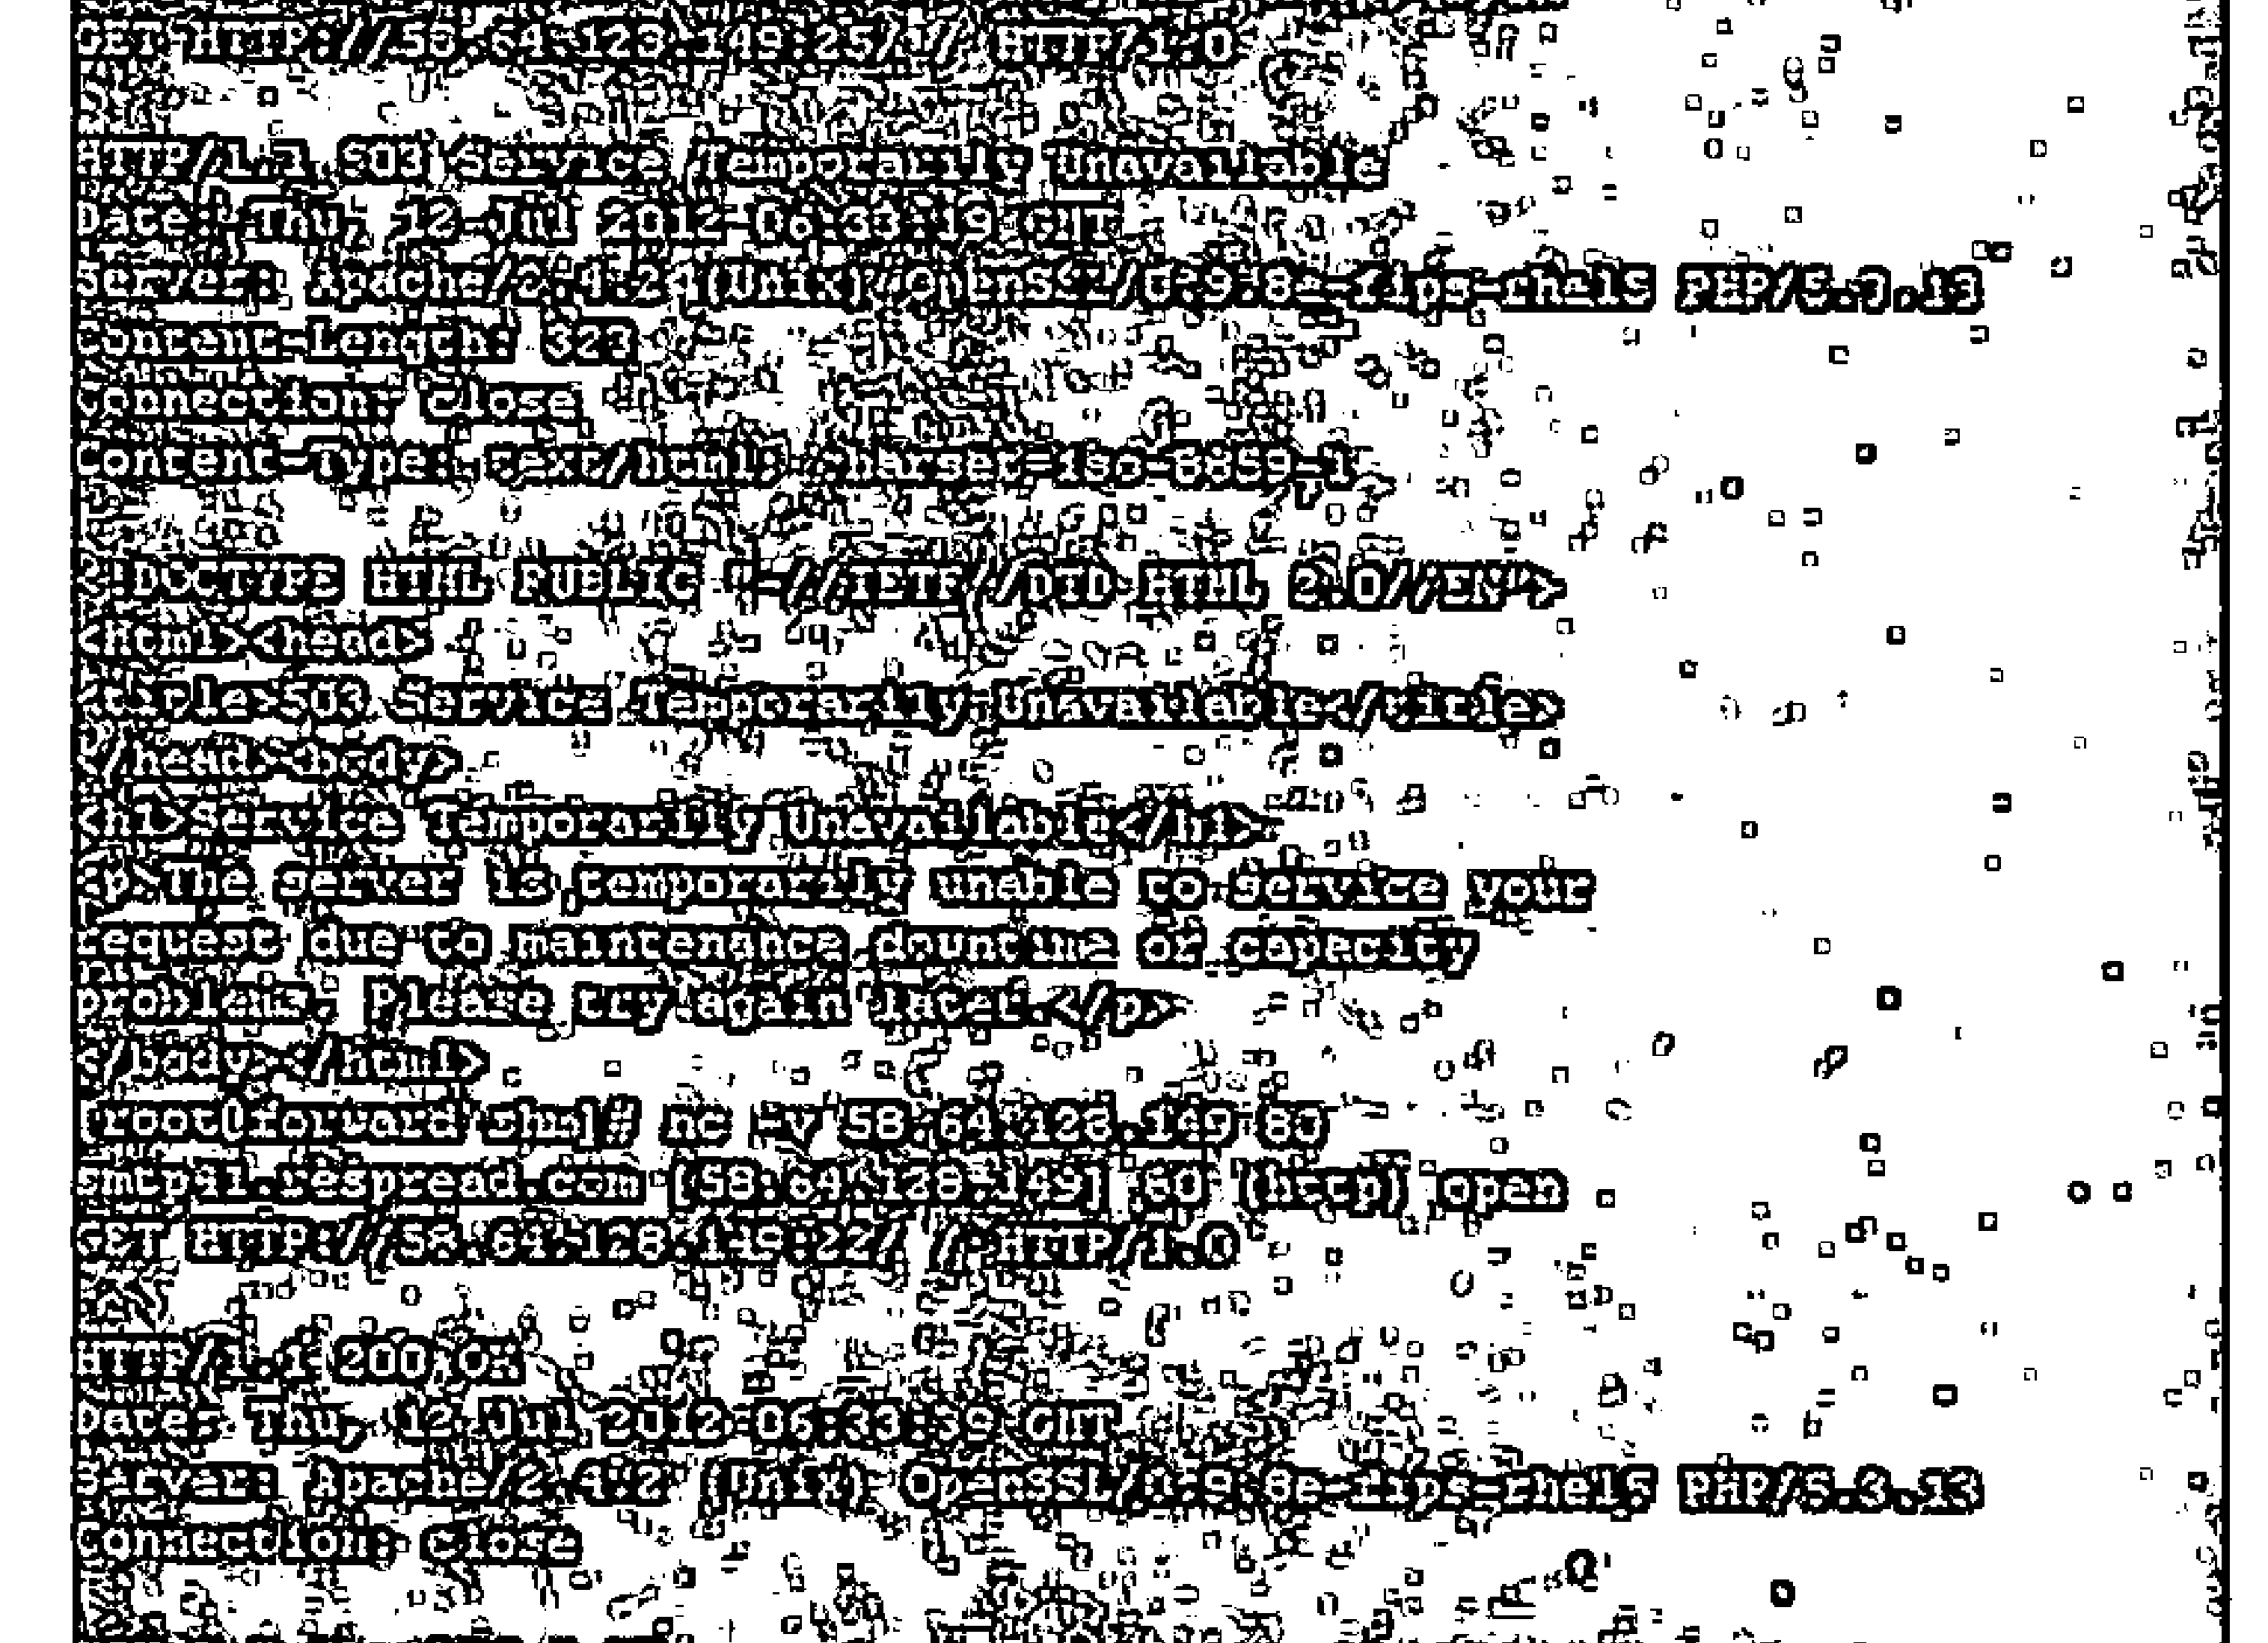 GET HTTP://58.64.128.149:25/ / HTTP/1.0
HTTP/1.1 503 Service Temporarily Unavailable
Date: Thu, 12 Jul 2012 06:33:19 GMT
Server: Apache/2.4.2 (Unix) OpenSSL/0.9.8e-fips-rhel5 PHP/5.3.13
Content-Length: 323
Connection: close
Content-Type: text/html; charset=iso-8859-1
<!DOCTYPE HTML PUBLIC "-//IETF//DTD HTML 2.0//EN">
<html><head>
<title>503 Service Temporarily Unavailable</title>
</head><body>
<h1>Service Temporarily Unavailable</h1>
<p>The server is temporarily unable to service your
request due to maintenance downtime or capacity
problems. Please try again later.</p>
</body></html>
nc -v 58.64.128.149 80
[58.64.128.149] 80 (http) open
GET HTTP://58.64.128.149:22/ / HTTP/1.0
HTTP/1.1 200 OK
Date: Thu, 12 Jul 2012 06:33:39 GMT
Server: Apache/2.4.2 (Unix) OpenSSL/0.9.8e-fips-rhel5 PHP/5.3.13
Connection: close